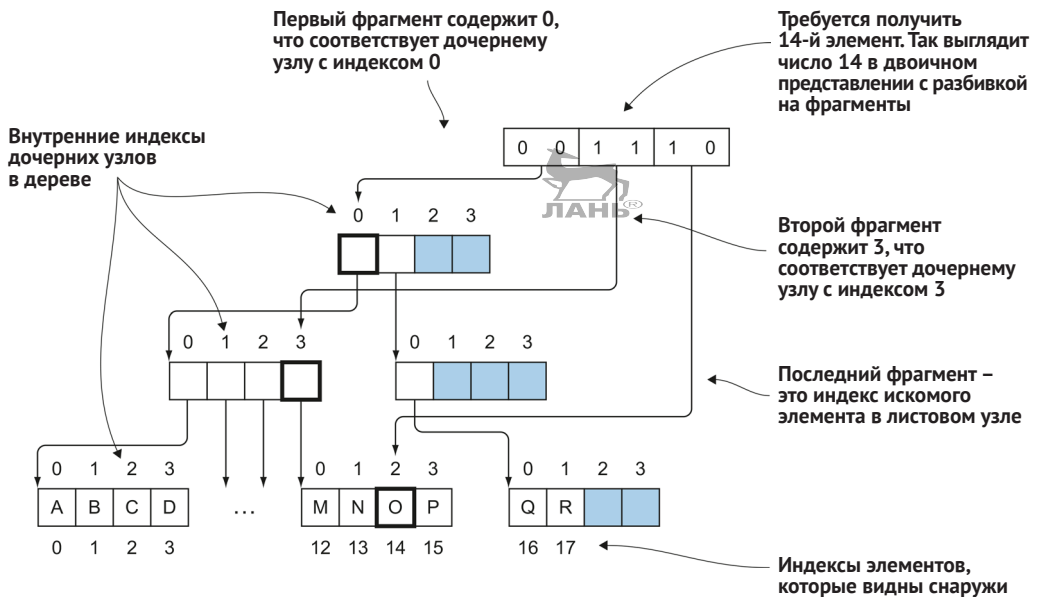 Первый фрагмент содержит 0,
что соответствует дочернему
узлу с индексом 0
Требуется получить
14-й элемент. Так выглядит
число 14 в двоичном
представлении с разбивкой
на фрагменты
Внутренние индексы
дочерних узлов
в дереве
0 0 1 1 1 0
ЛАНЬ®
0 1 2 3
Второй фрагмент
содержит 3, что
соответствует дочернему
узлу с индексом 3
0 1 2 3
0 1 2 3
Последний фрагмент –
это индекс искомого
элемента в листовом узле
0 1 2 3
0 1 2 3
0 1 2 3
A B C D
...
M N O P
Q R
0 1 2 3
12 13 14 15
16 17
Индексы элементов,
которые видны снаружи